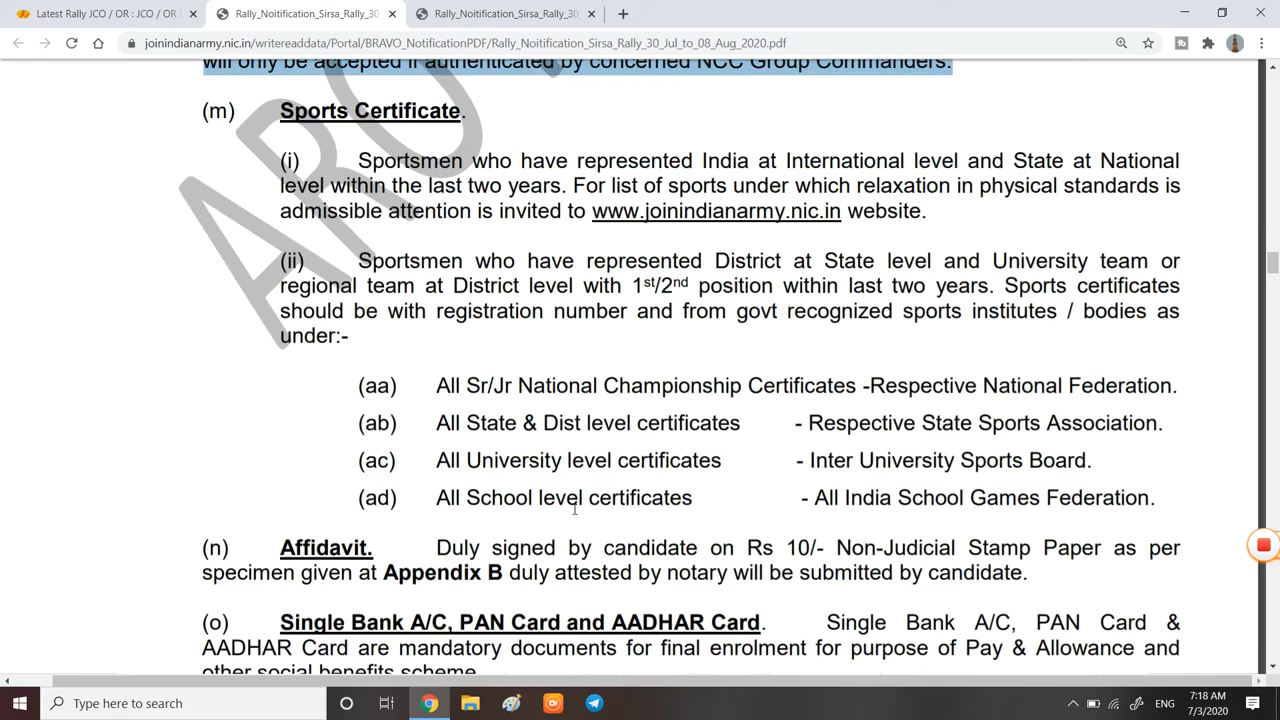 Latest Rally JCO / OR : JCO / OR
Rally_Noitification_Sirsa_Rally_30
Rally_Noitification_Sirsa_Rally_30
joinindianarmy.nic.in/writereaddata/Portal/BRAVO_NotificationPDF/Rally_Noitification_Sirsa_Rally_30_Jul_to_08_Aug_2020.pdf
will only be accepted if authenticated by concerned NCC Group Commanders.
(m) Sports Certificate.
(i) Sportsmen who have represented India at International level and State at National
level within the last two years. For list of sports under which relaxation in physical standards is
admissible attention is invited to www.joinindianarmy.nic.in website.
(ii) Sportsmen who have represented District at State level and University team or
regional team at District level with 1st/2nd position within last two years. Sports certificates
should be with registration number and from govt recognized sports institutes / bodies as
under:-
(aa) All Sr/Jr National Championship Certificates -Respective National Federation.
(ab) All State & Dist level certificates - Respective State Sports Association.
(ac) All University level certificates - Inter University Sports Board.
(ad) All School level certificates - All India School Games Federation.
(n) Affidavit. Duly signed by candidate on Rs 10/- Non-Judicial Stamp Paper as per
specimen given at Appendix B duly attested by notary will be submitted by candidate.
(o) Single Bank A/C, PAN Card and AADHAR Card. Single Bank A/C, PAN Card &
AADHAR Card are mandatory documents for final enrolment for purpose of Pay & Allowance and
other social benefits scheme.
ARO
Type here to search
ENG
7:18 AM
7/3/2020